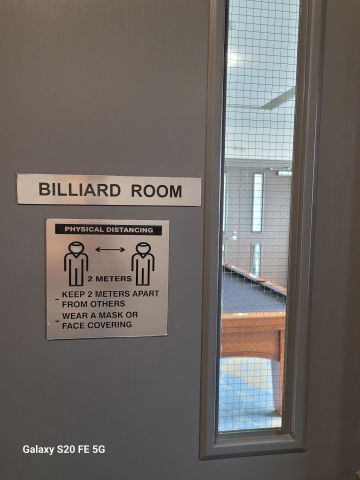 BILLIARD ROOM
PHYSICAL DISTANCING
2 METERS
- KEEP 2 METERS APART
FROM OTHERS
- WEAR A MASK OR
FACE COVERING
Galaxy S20 FE 5G